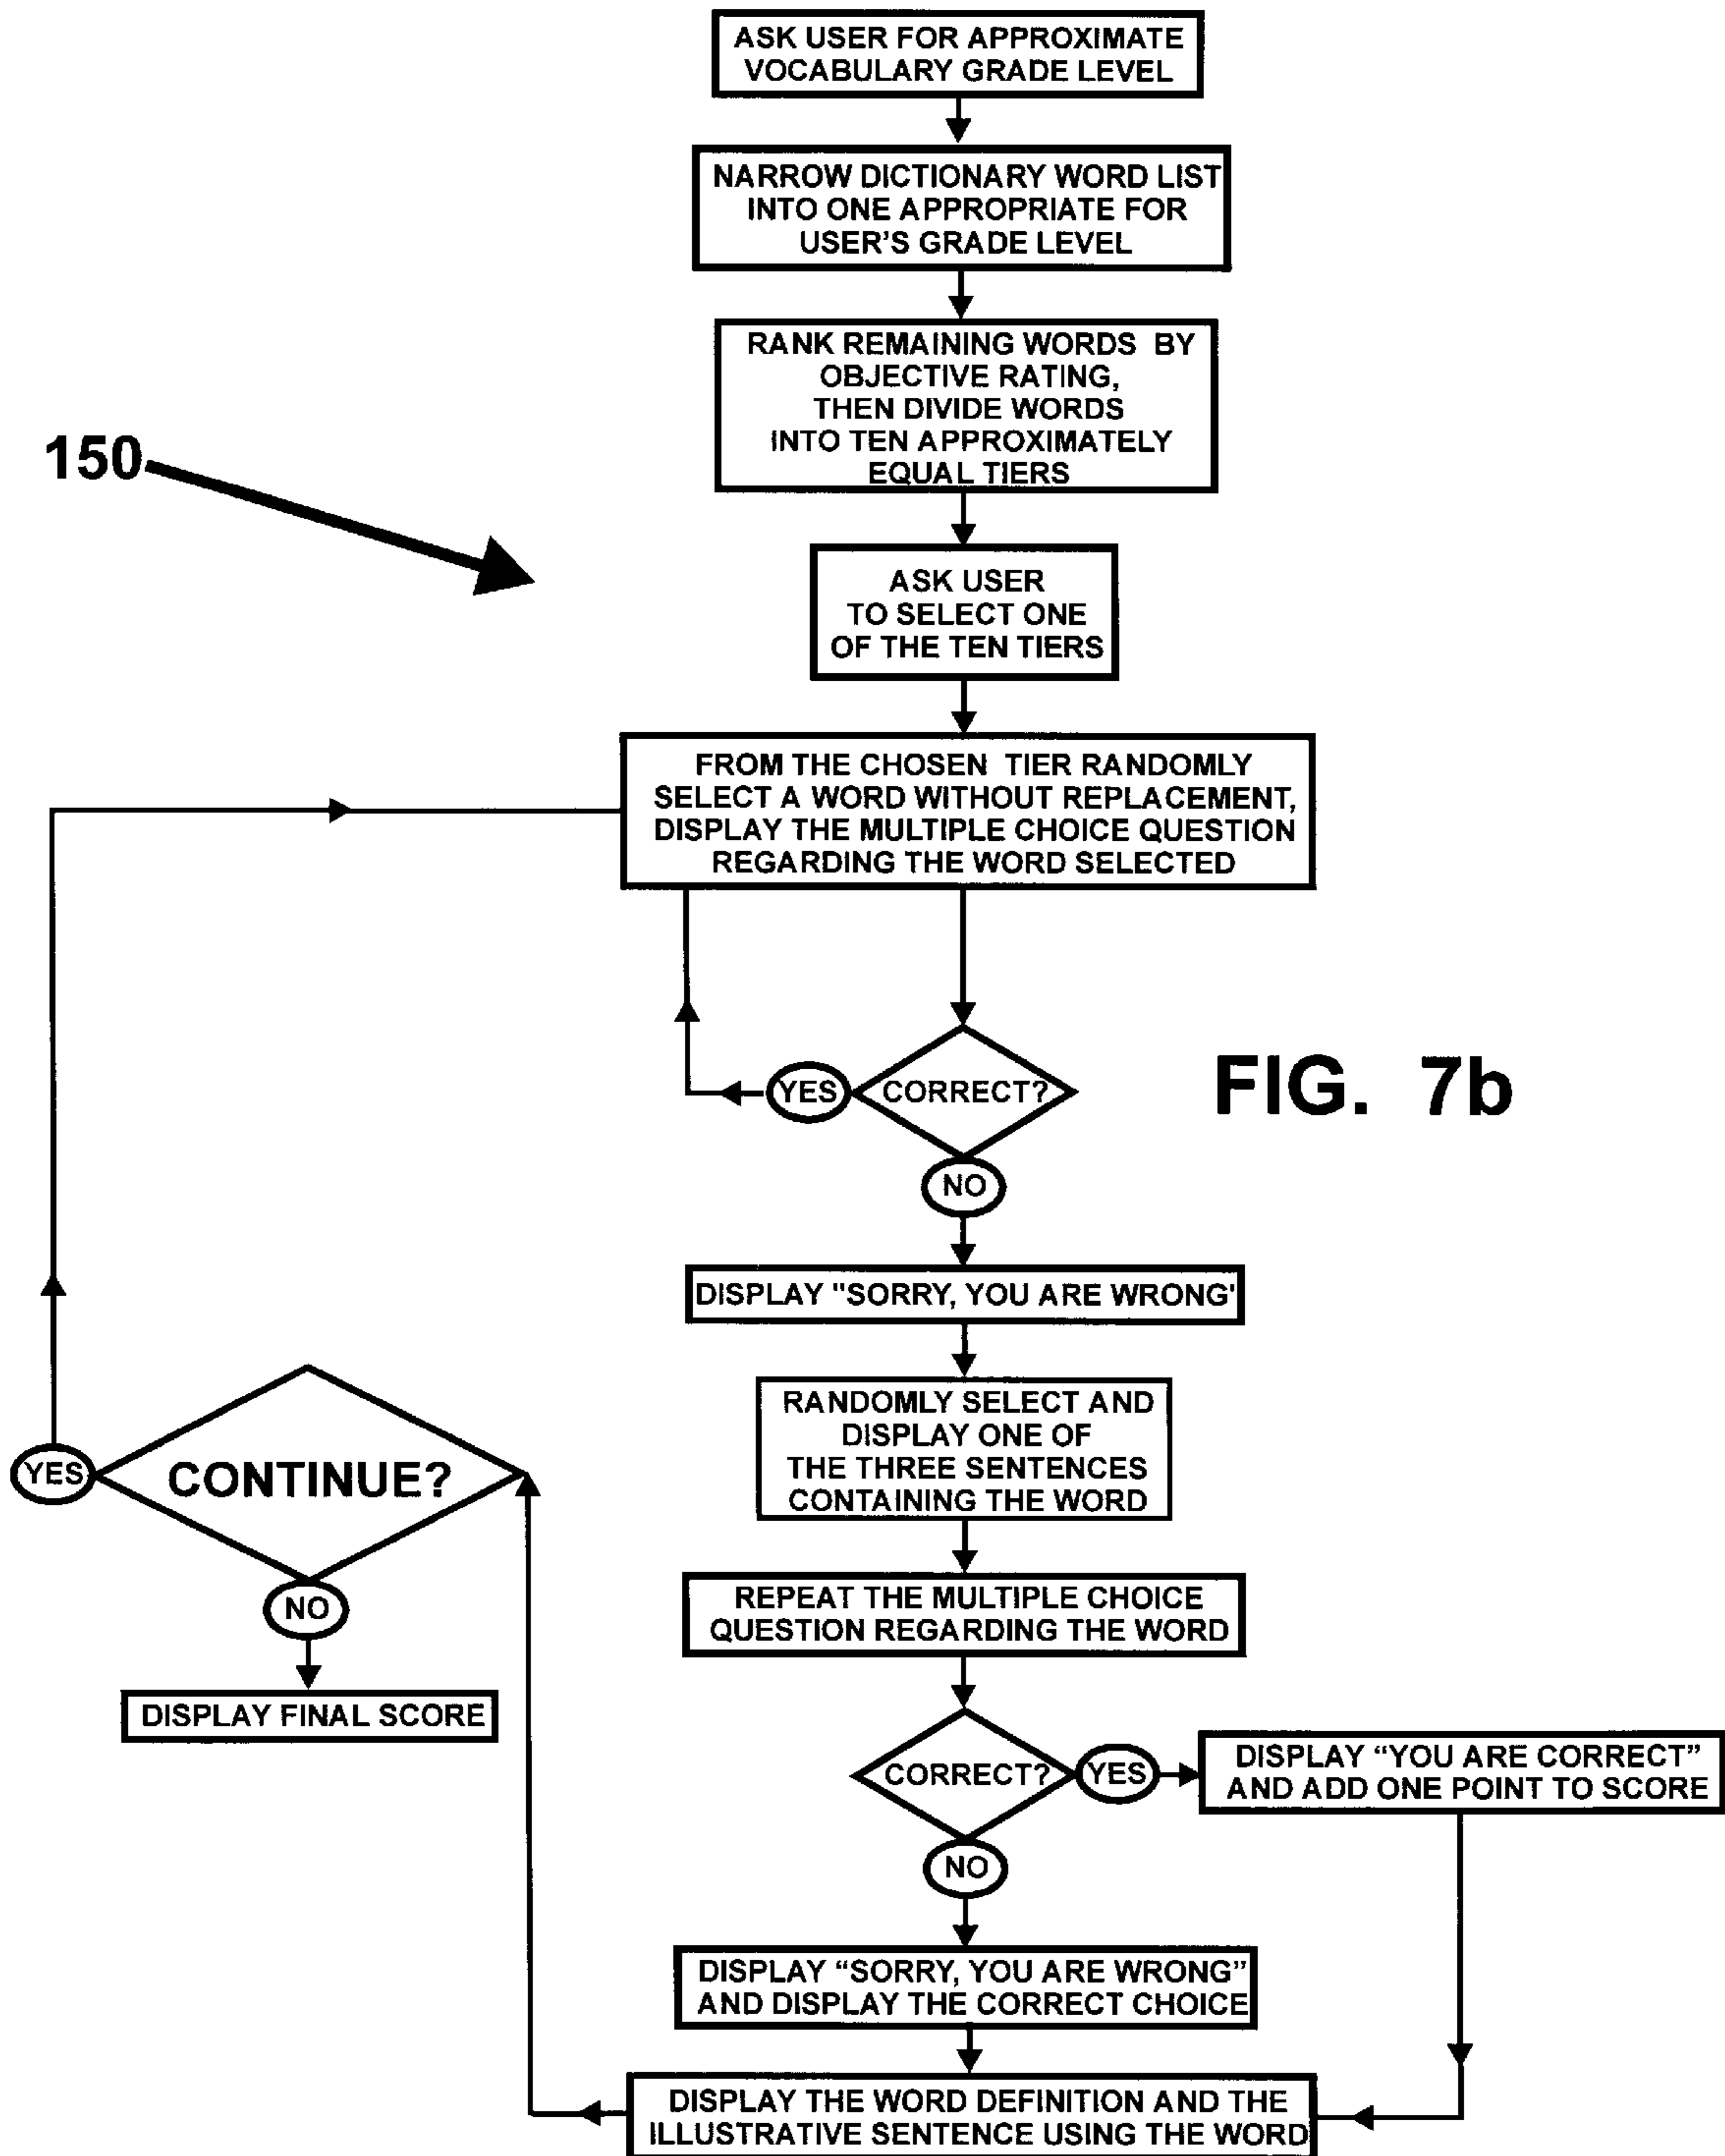 ASK USER FOR APPROXIMATE
VOCABULARY GRADE LEVEL
NARROW DICTIONARY WORD LIST
INTO ONE APPROPRIATE FOR
USER'S GRADE LEVEL
RANK REMAINING WORDS BY
OBJECTIVE RATING,
THEN DIVIDE WORDS
INTO TEN APPROXIMATELY
EQUAL TIERS
150
ASK USER
TO SELECT ONE
OF THE TEN TIERS
FROM THE CHOSEN TIER RANDOMLY
SELECT A WORD WITHOUT REPLACEMENT,
DISPLAY THE MULTIPLE CHOICE QUESTION
REGARDING THE WORD SELECTED
YES
CORRECT?
FIG. 7b
NO
DISPLAY "SORRY, YOU ARE WRONG'
RANDOMLY SELECT AND
DISPLAY ONE OF
THE THREE SENTENCES
CONTAINING THE WORD
YES
CONTINUE?
NO
DISPLAY FINAL SCORE
REPEAT THE MULTIPLE CHOICE
QUESTION REGARDING THE WORD
CORRECT?
YES
DISPLAY “YOU ARE CORRECT”
AND ADD ONE POINT TO SCORE
NO
DISPLAY “SORRY, YOU ARE WRONG”
AND DISPLAY THE CORRECT CHOICE
DISPLAY THE WORD DEFINITION AND THE
ILLUSTRATIVE SENTENCE USING THE WORD